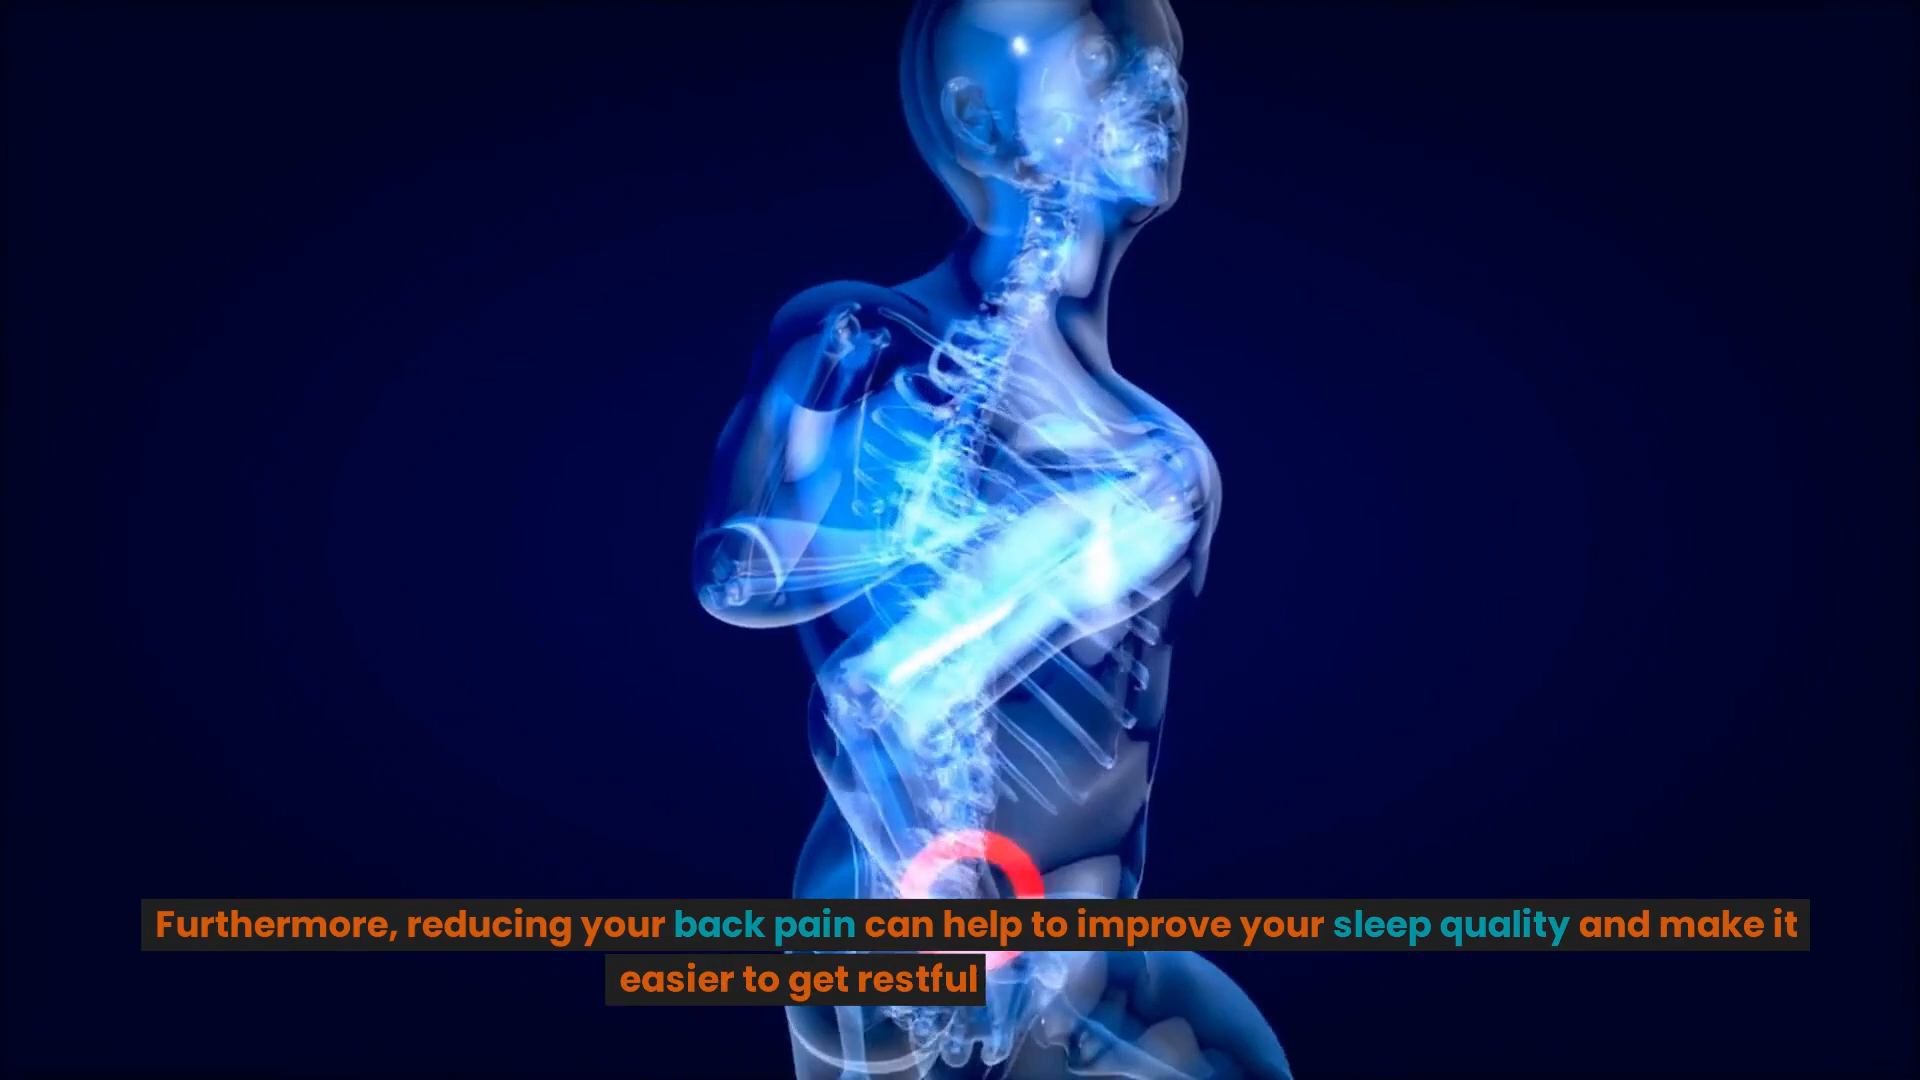 Furthermore, reducing your back pain can help to improve your sleep quality and make it
easier to get restful